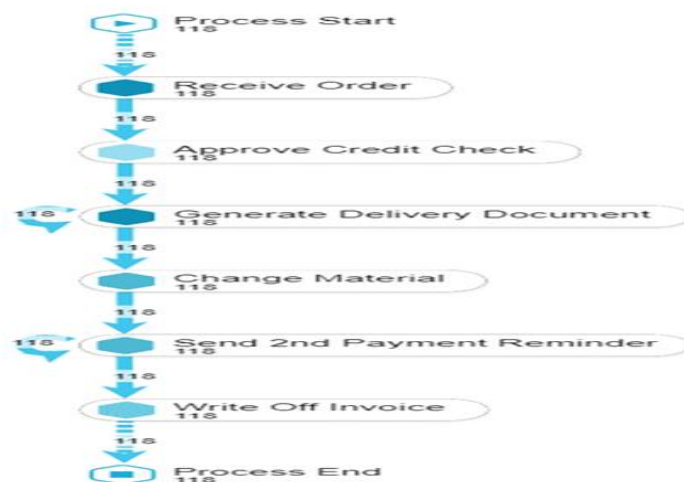 Process Start
118
118
Receive Order
118
118
Approve Credit Check
118
118
118
Generate Delivery Document
118
118
Change Material
118
118
118
Send 2nd Payment Reminder
118
118
Write Off Invoice
118
118
Process End
118